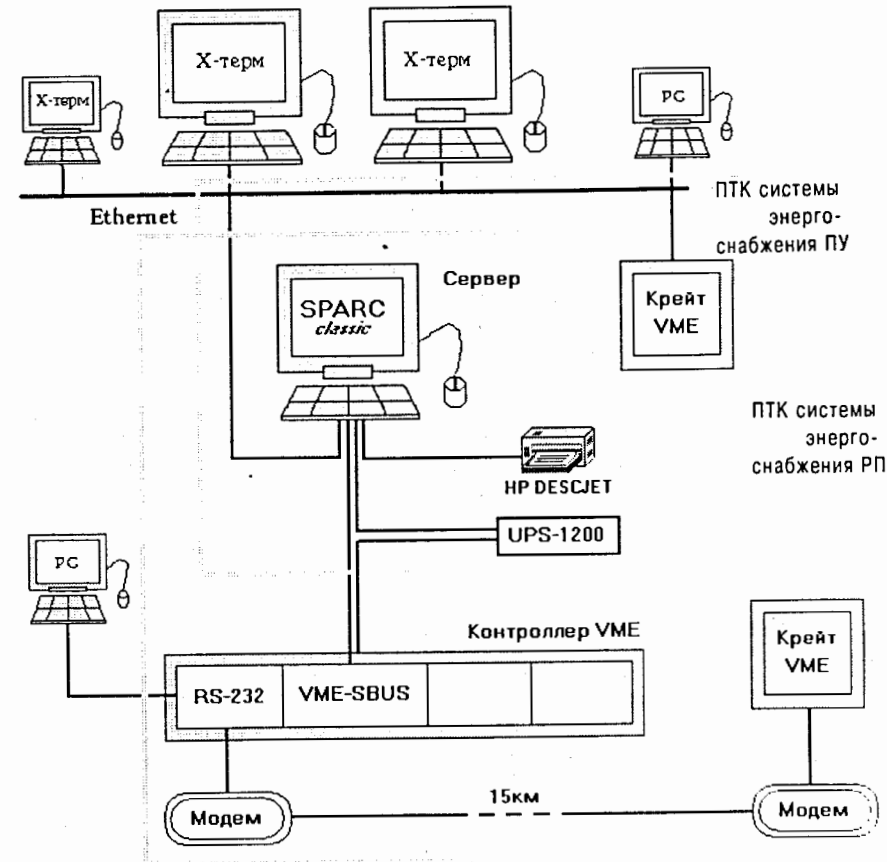 Х-терм
Х-терм
Х-терм
PC
Ethernet
ПТК системы
энерго-
снабжения ПУ
Сервер
SPARC
classic
Крейт
VME
ПТК системы
энерго-
снабжения РП
HP DESCJET
UPS-1200
PC
Контроллер VME
RS-232
VME-SBUS
Крейт
VME
15км
Модем
Модем